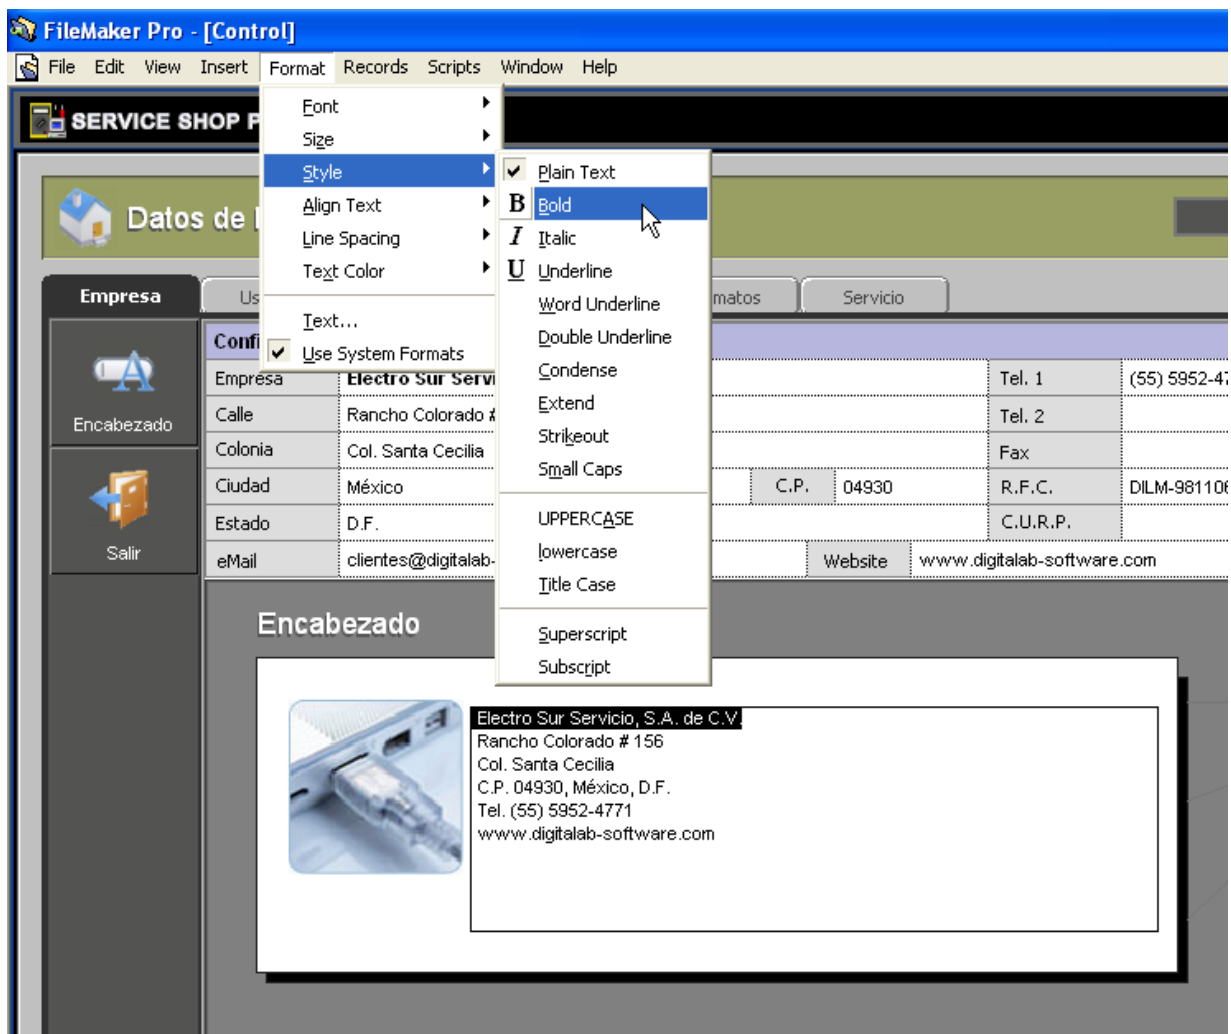 FileMaker Pro - [Control]
File Edit View Insert Format Records Scripts Window Help
SERVICE SHOP
Font
Size
Style
Align Text
Line Spacing
Text Color
Text...
Use System Formats
Plain Text
B Bold
I Italic
U Underline
Word Underline
Double Underline
Condense
Extend
Strikeout
Small Caps
UPPERCASE
lowercase
Title Case
Superscript
Subscript
Datos de
Empresa Servicio
Encabezado
Salir
Empresa Electro Sur Tel. 1 (55) 5952-47
Calle Rancho Colorado # Tel. 2
Colonia Col. Santa Cecilia Fax
Ciudad México C.P. 04930 R.F.C. DILM-981106
Estado D.F. C.U.R.P.
eMail clientes@digitalab- Website www.digitalab-software.com
Encabezado
Electro Sur Servicio, S.A. de C.V.
Rancho Colorado # 156
Col. Santa Cecilia
C.P. 04930, México, D.F.
Tel. (55) 5952-4771
www.digitalab-software.com